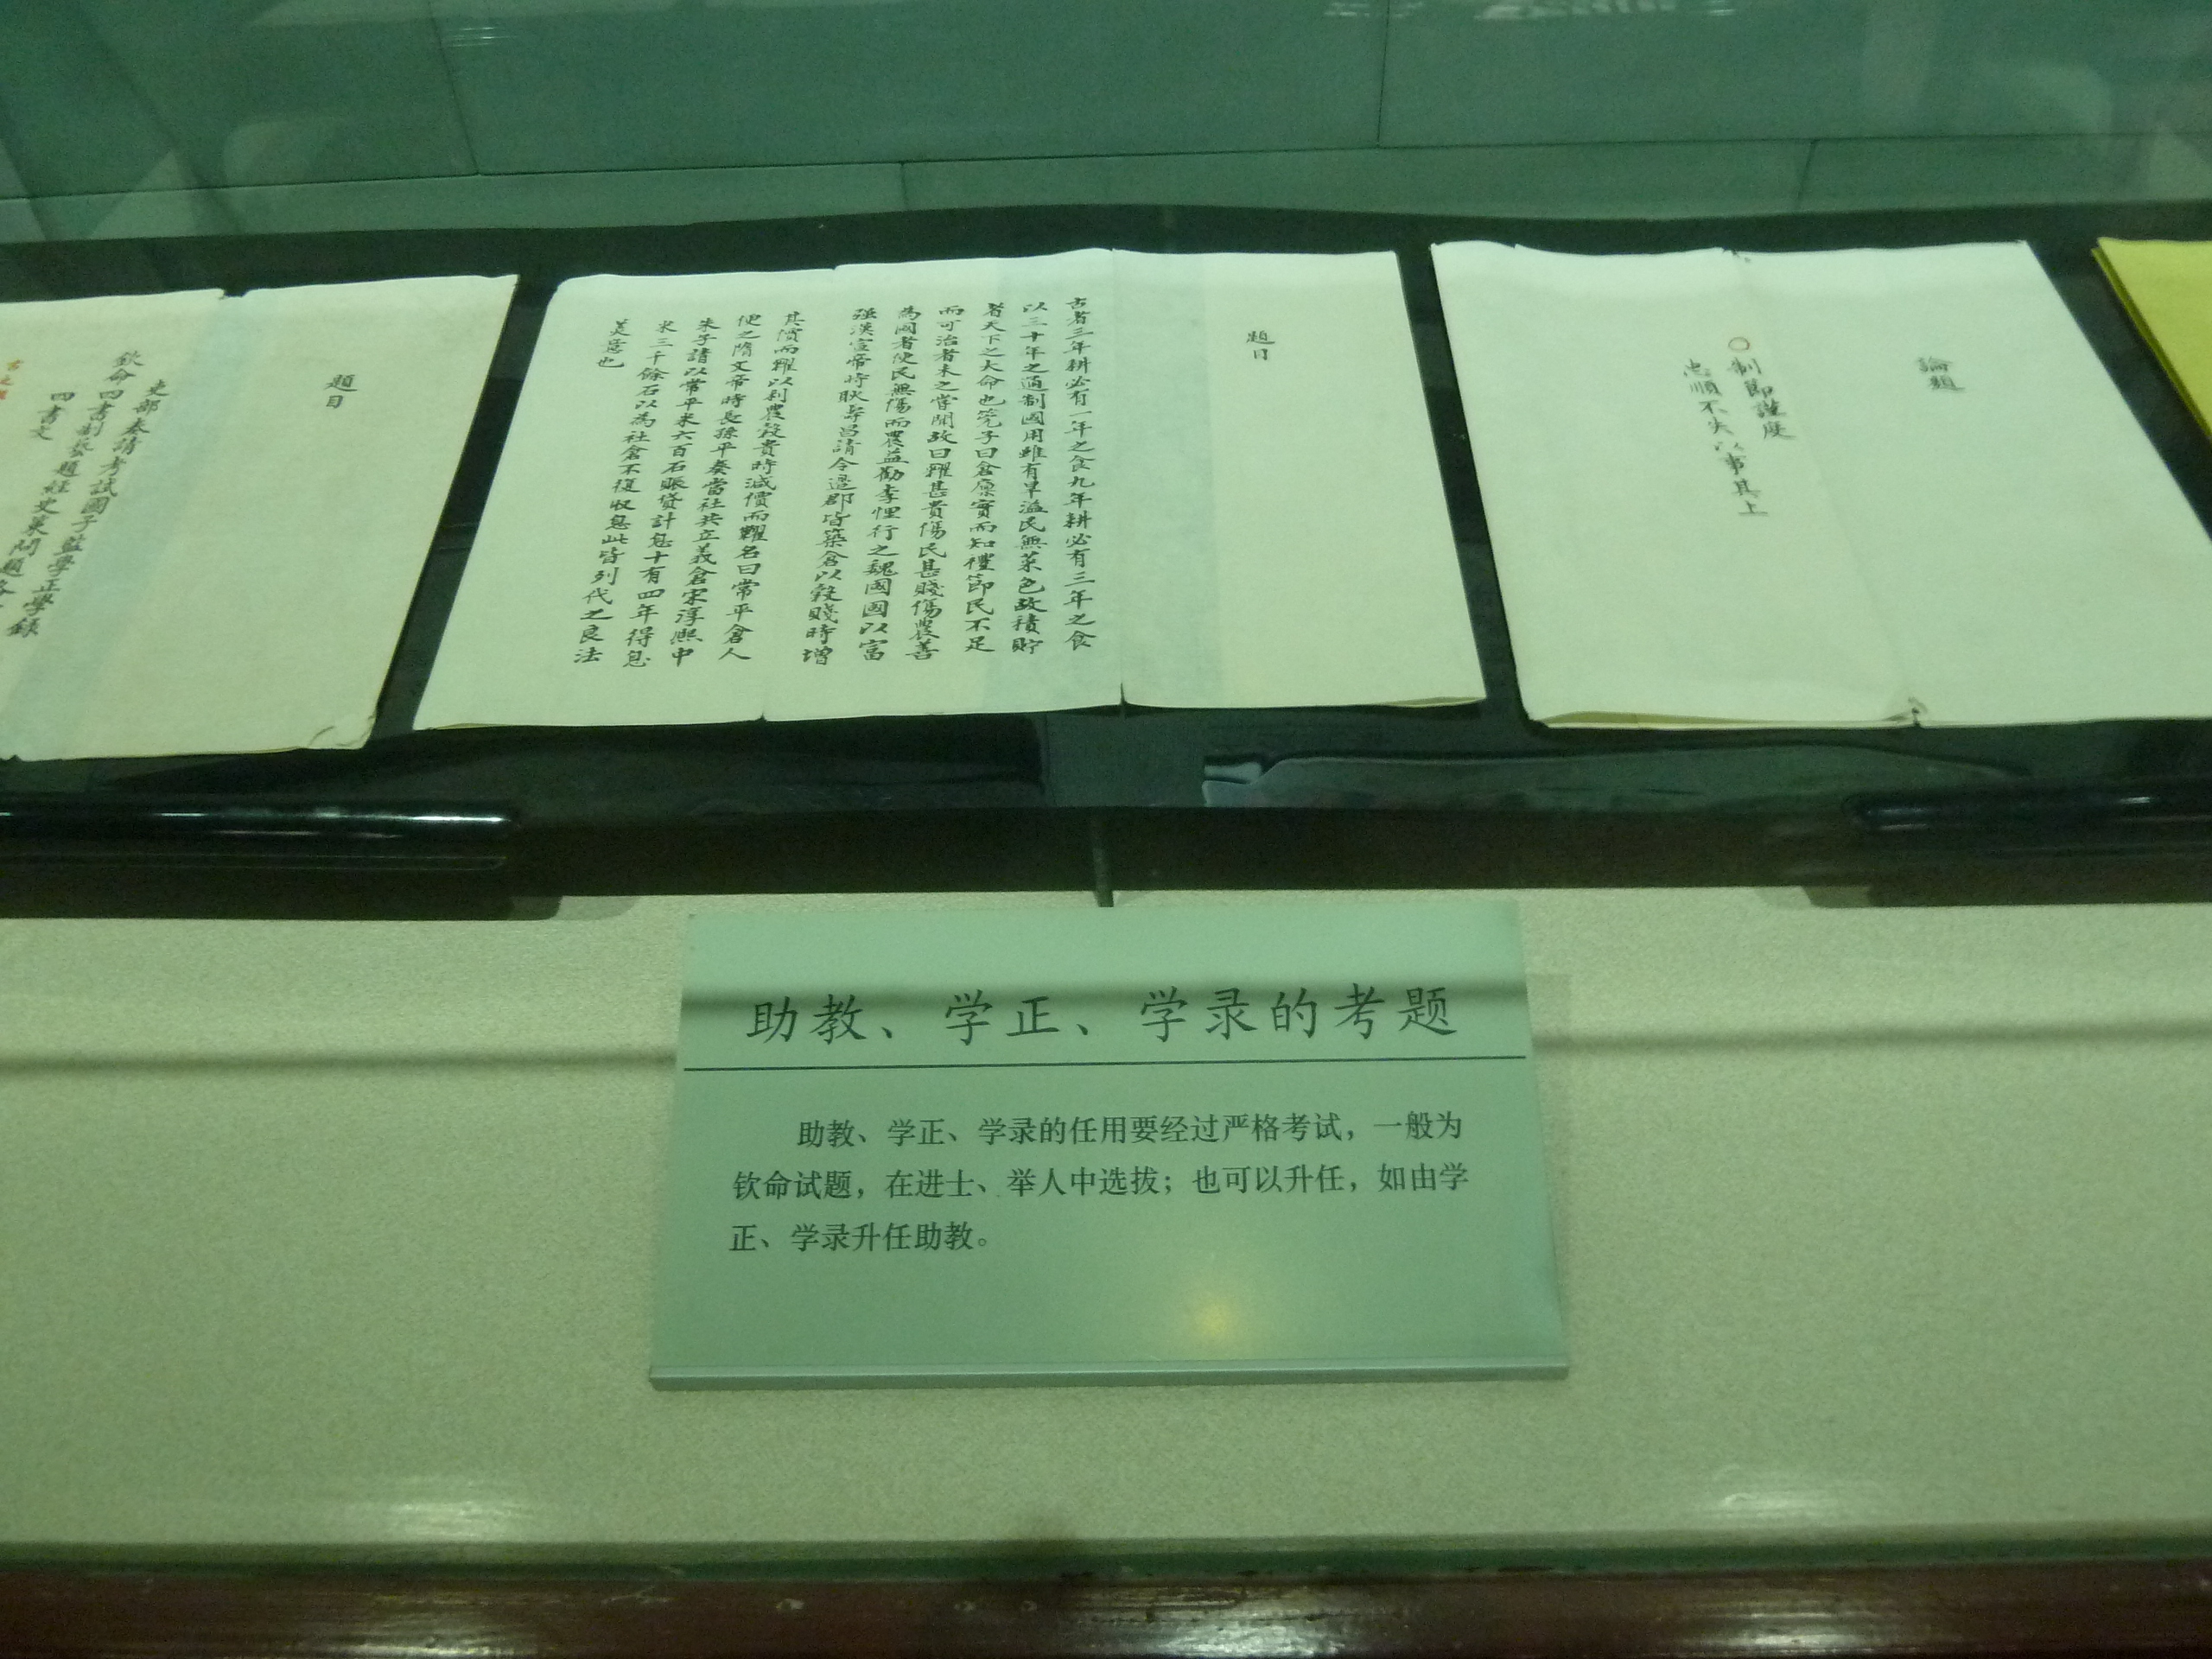 論題
○制節謹度
忠順不失以事其上
題目
古者三年耕必有一年之食九年耕必有三年之食
以三十年之通制國用雖有旱溢民無菜色故積貯
者天下之大命也筦子曰倉廩實而知禮節民不足
而可治者未之嘗聞故曰糴甚貴傷民甚賤傷農善
為國者使民無傷而農益勸李悝行之魏國國以富
強漢宣帝時耿壽昌請令邊郡皆築倉以穀賤時增
其價而糴以利農穀貴時減價而糶名曰常平倉人
便之隋文帝時長孫平奏當社共立義倉宋淳熙中
朱子請以常平米六百石賑貸計息十有四年得息
米三千餘石以為社倉不復收息此皆列代之良法
美意也
題目
吏部奏請考試國子監學正學錄
欽命四書制藝題經文策問題
四書文
助教、学正、学录的考题
助教、学正、学录的任用要经过严格考试，一般为
钦命试题，在进士、举人中选拔；也可以升任，如由学
正、学录升任助教。